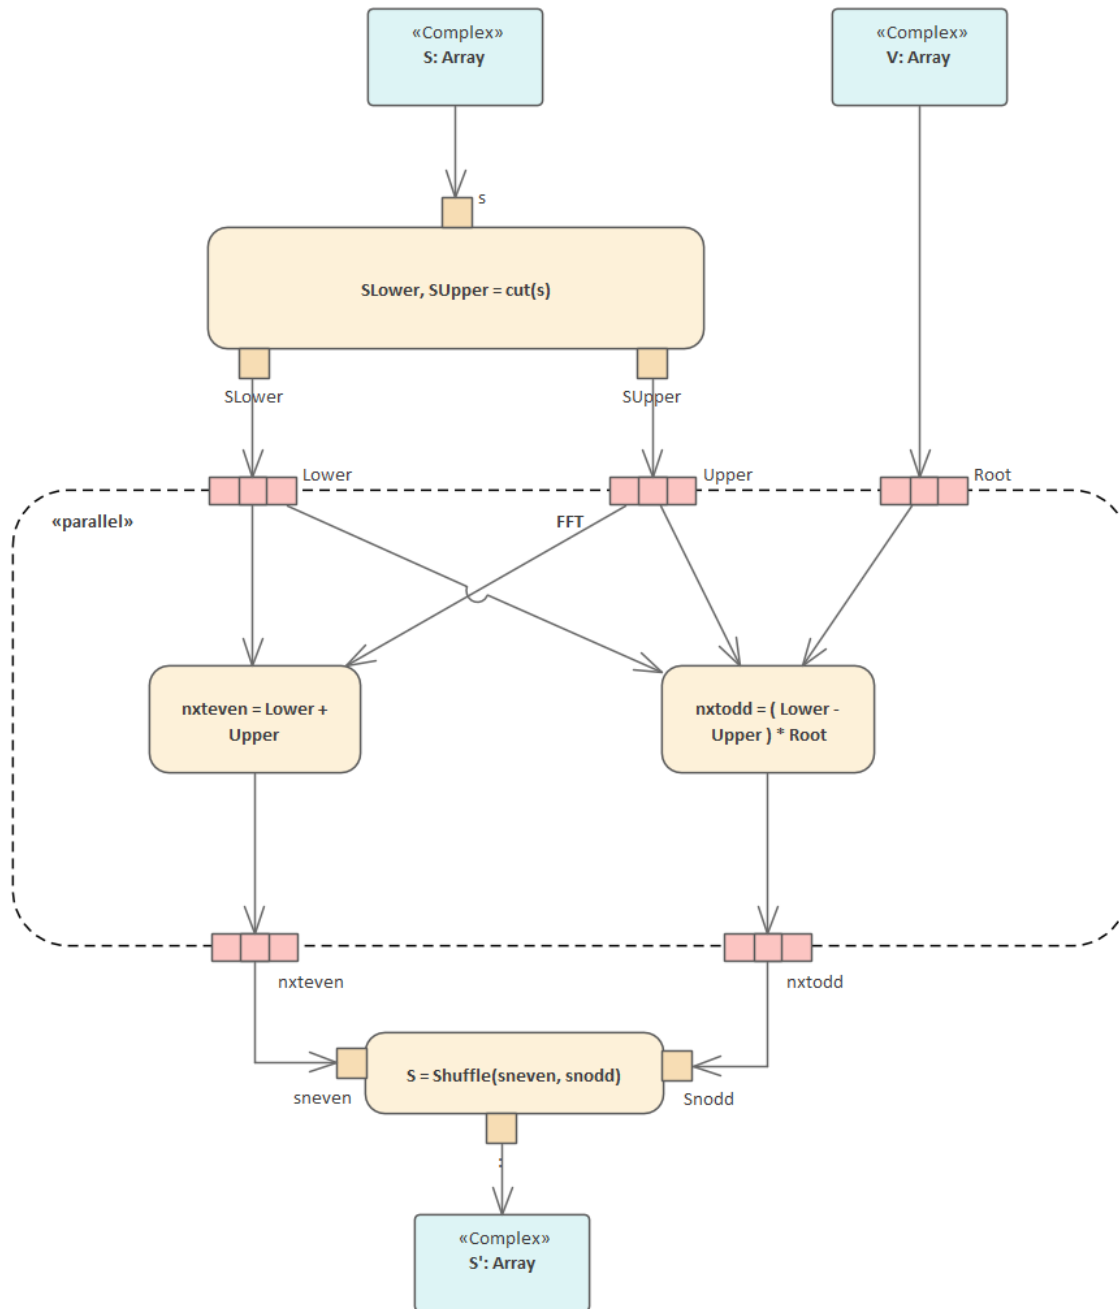 «Complex»
S: Array
«Complex»
V: Array
s
SLower, SUpper = cut(s)
SLower
SUpper
Lower
Upper
Root
«parallel»
FFT
nxteven = Lower +
Upper
nxtodd = ( Lower -
Upper ) * Root
nxteven
nxtodd
S = Shuffle(sneven, snodd)
sneven
Snodd
:
«Complex»
S': Array